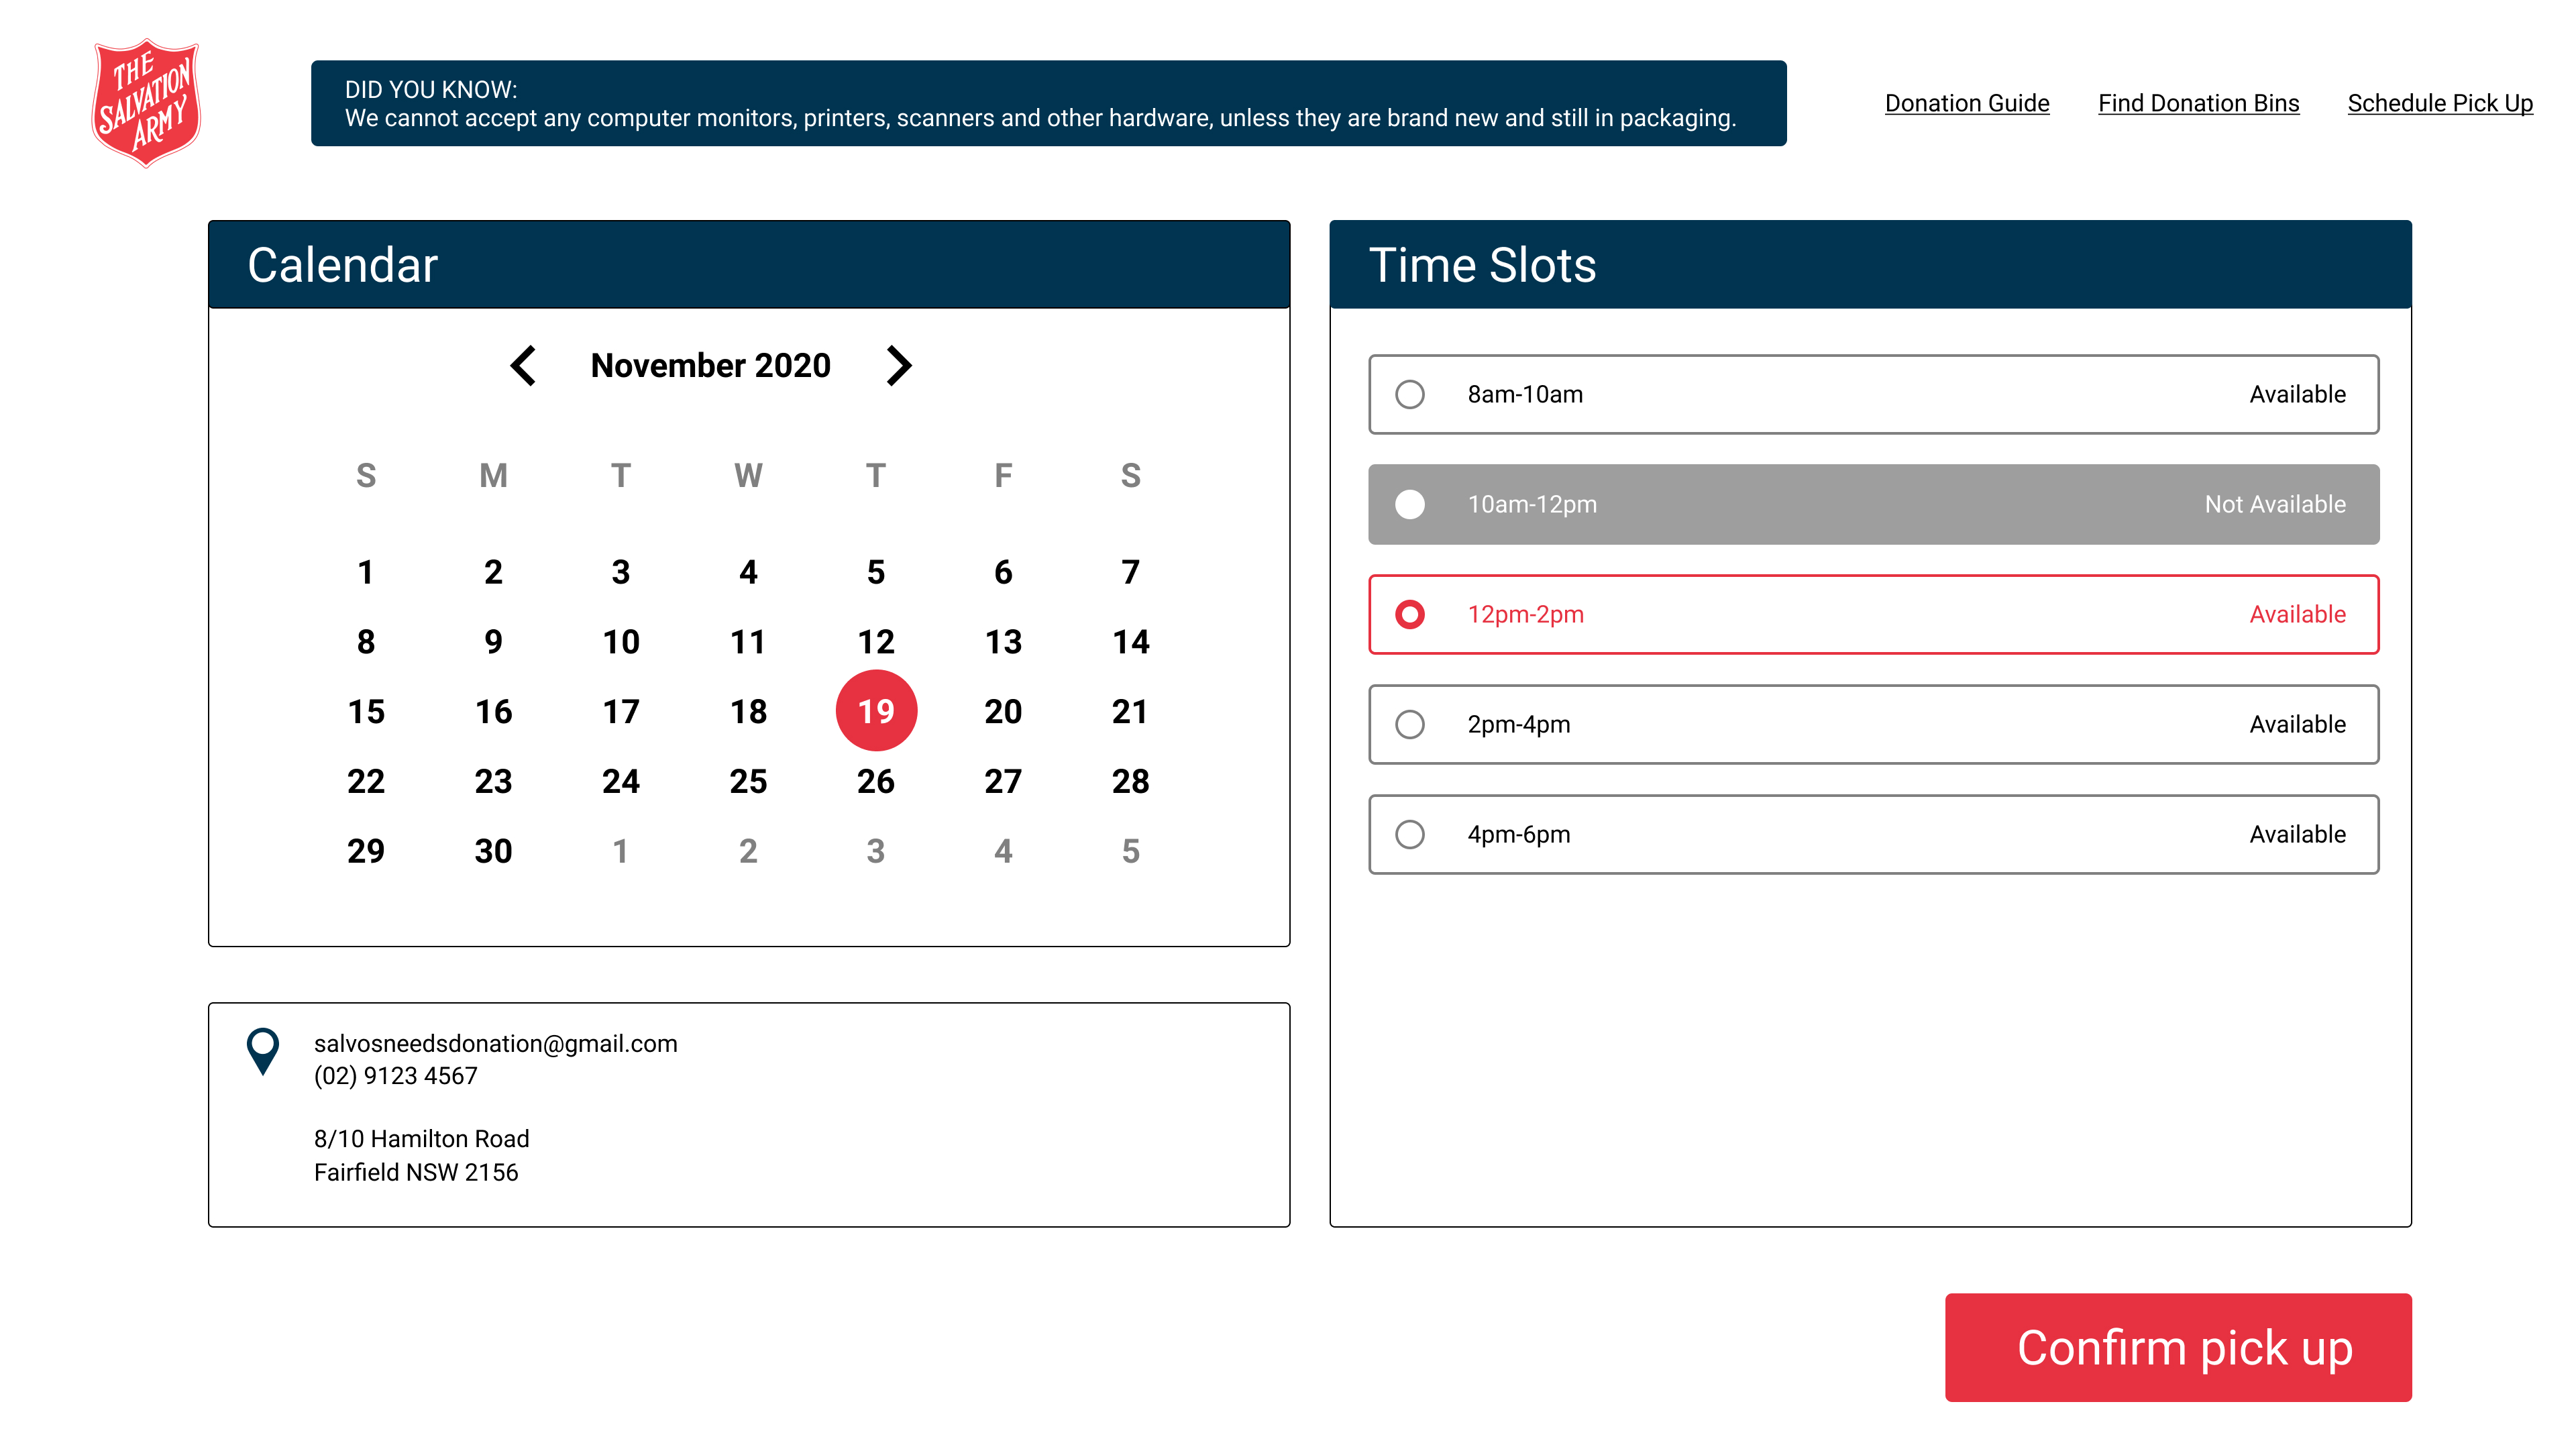 THE
SALVATION
ARMY
DID YOU KNOW:
We cannot accept any computer monitors, printers, scanners and other hardware, unless they are brand new and still in packaging.
Donation Guide Find Donation Bins Schedule Pick Up
Calendar
November 2020
S M T W T F S
1 2 3 4 5 6 7
8 9 10 11 12 13 14
15 16 17 18 19 20 21
22 23 24 25 26 27 28
29 30 1 2 3 4 5
salvosneedsdonation@gmail.com
(02) 9123 4567
8/10 Hamilton Road
Fairfield NSW 2156
Time Slots
8am-10am Available
10am-12pm Not Available
12pm-2pm Available
2pm-4pm Available
4pm-6pm Available
Confirm pick up